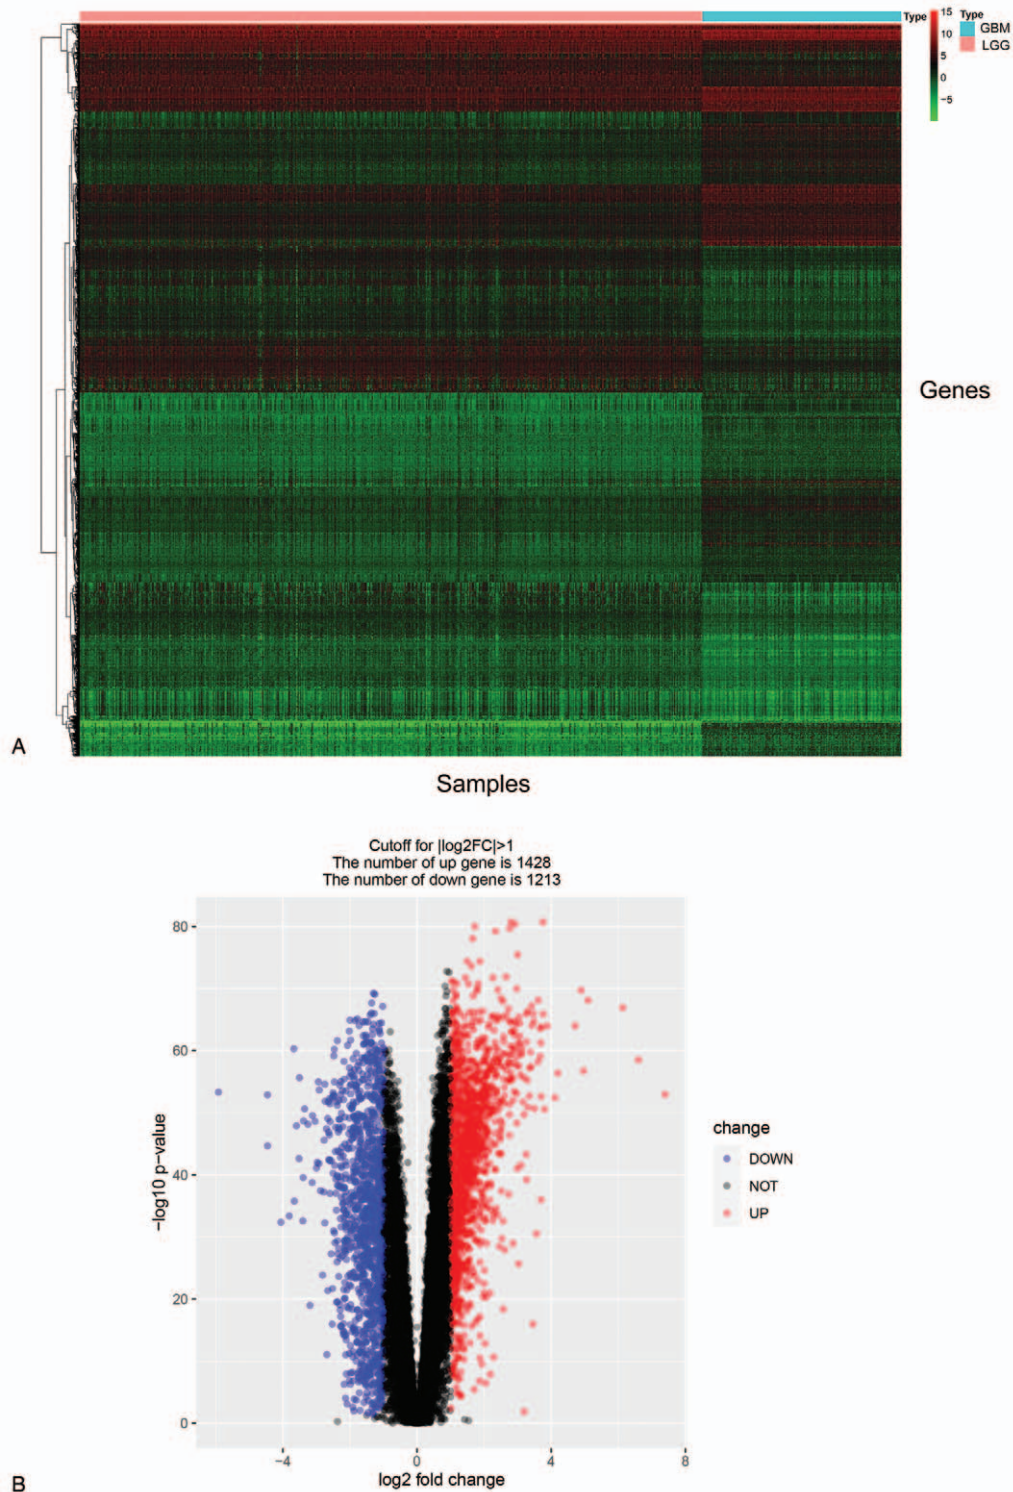 Type
15
10
5
0
−5
Type
GBM
LGG
Genes
A
Samples
Cutoff for |log2FC|>1
The number of up gene is 1428
The number of down gene is 1213
80
60
40
20
0
−log10 p-value
−4
0
4
8
log2 fold change
change
DOWN
NOT
UP
B